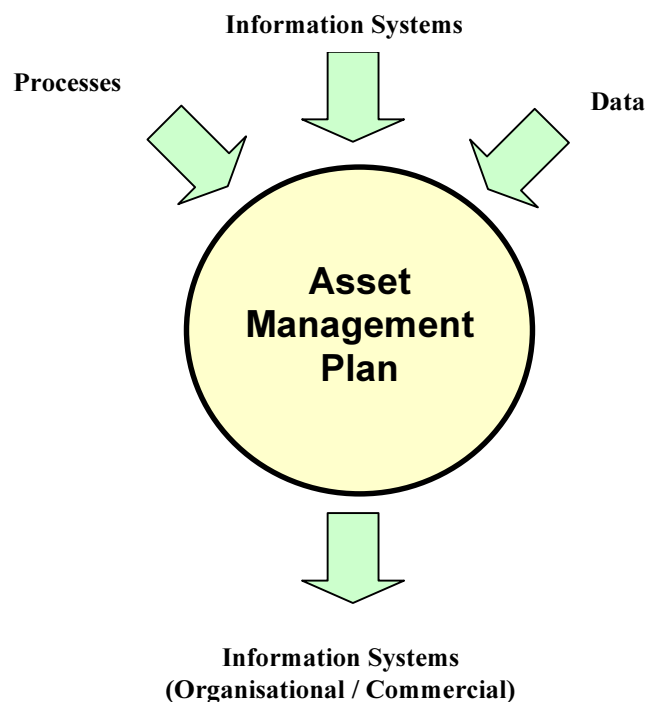 Information Systems
Processes
Data
Asset
Management
Plan
Information Systems
(Organisational / Commercial)